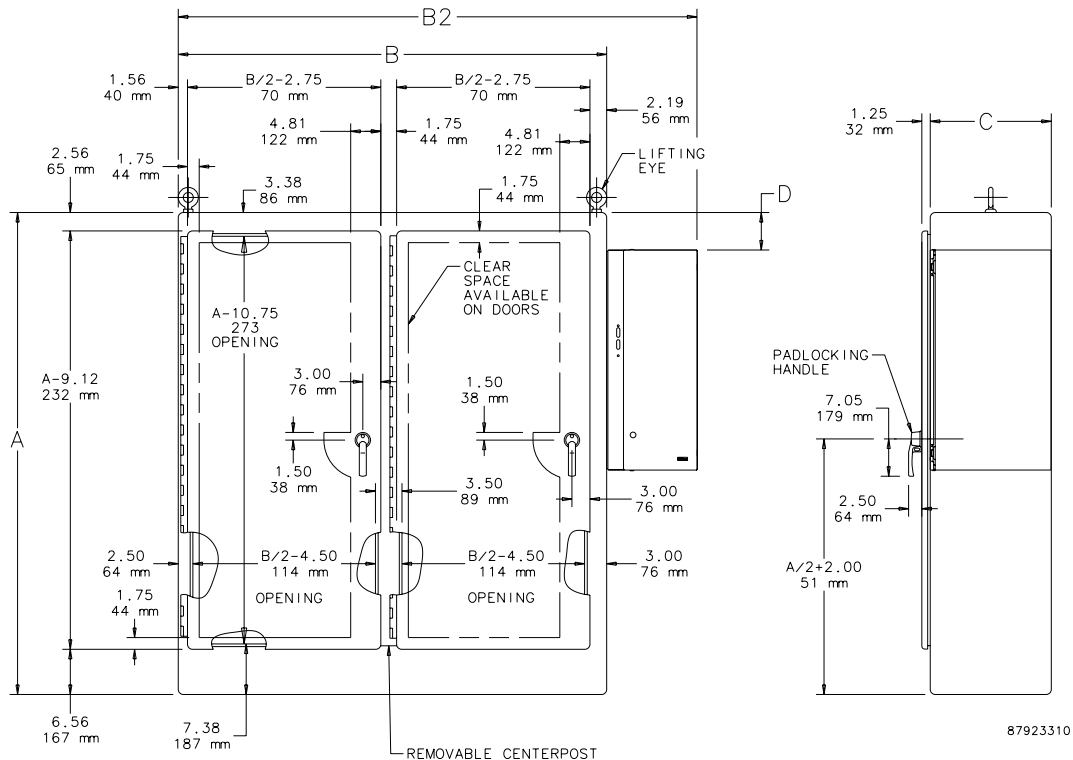 B2
B
1.56
40 mm
B/2-2.75
70 mm
B/2-2.75
70 mm
2.19
56 mm
1.25
32 mm
C
4.81
122 mm
1.75
44 mm
4.81
122 mm
2.56
65 mm
1.75
44 mm
3.38
86 mm
1.75
44 mm
LIFTING
EYE
D
CLEAR
SPACE
AVAILABLE
ON DOORS
A-10.75
273
OPENING
A-9.12
232 mm
3.00
76 mm
1.50
38 mm
PADLOCKING
HANDLE
7.05
179 mm
A
1.50
38 mm
3.50
89 mm
3.00
76 mm
2.50
64 mm
2.50
64 mm
B/2-4.50
114 mm
OPENING
B/2-4.50
114 mm
OPENING
3.00
76 mm
A/2+2.00
51 mm
1.75
44 mm
6.56
167 mm
7.38
187 mm
REMOVABLE CENTERPOST
87923310